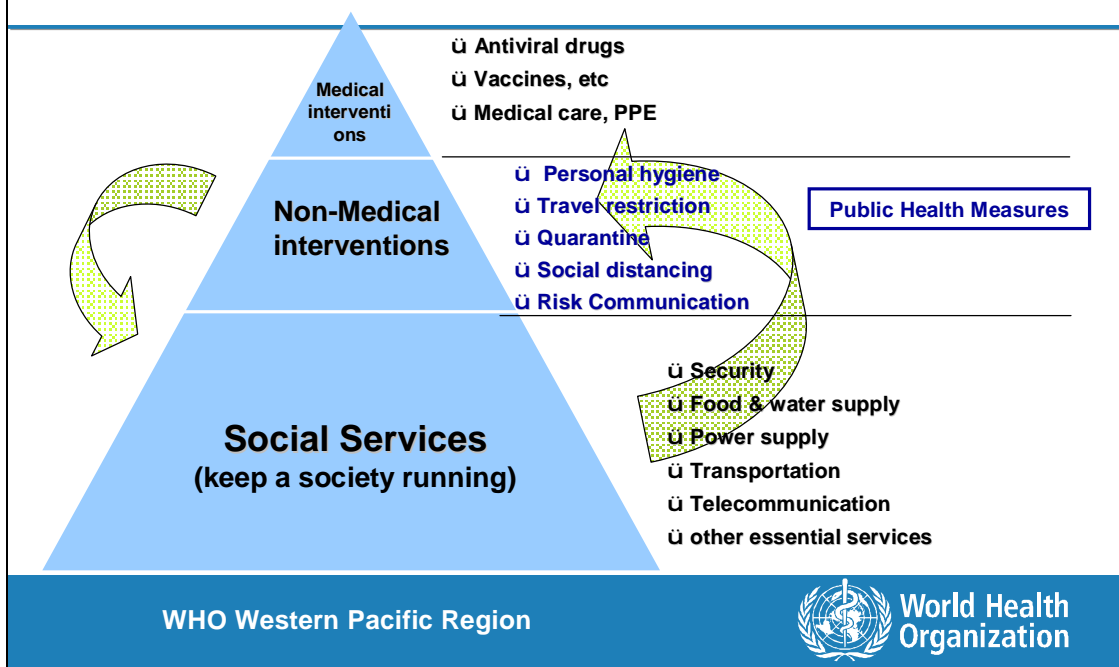 Medical
interventi
ons
ü Antiviral drugs
ü Vaccines, etc
ü Medical care, PPE
Non-Medical
interventions
ü Personal hygiene
ü Travel restriction
ü Quarantine
ü Social distancing
ü Risk Communication
Public Health Measures
Social Services
(keep a society running)
ü Security
ü Food & water supply
ü Power supply
ü Transportation
ü Telecommunication
ü other essential services
WHO Western Pacific Region
World Health
Organization